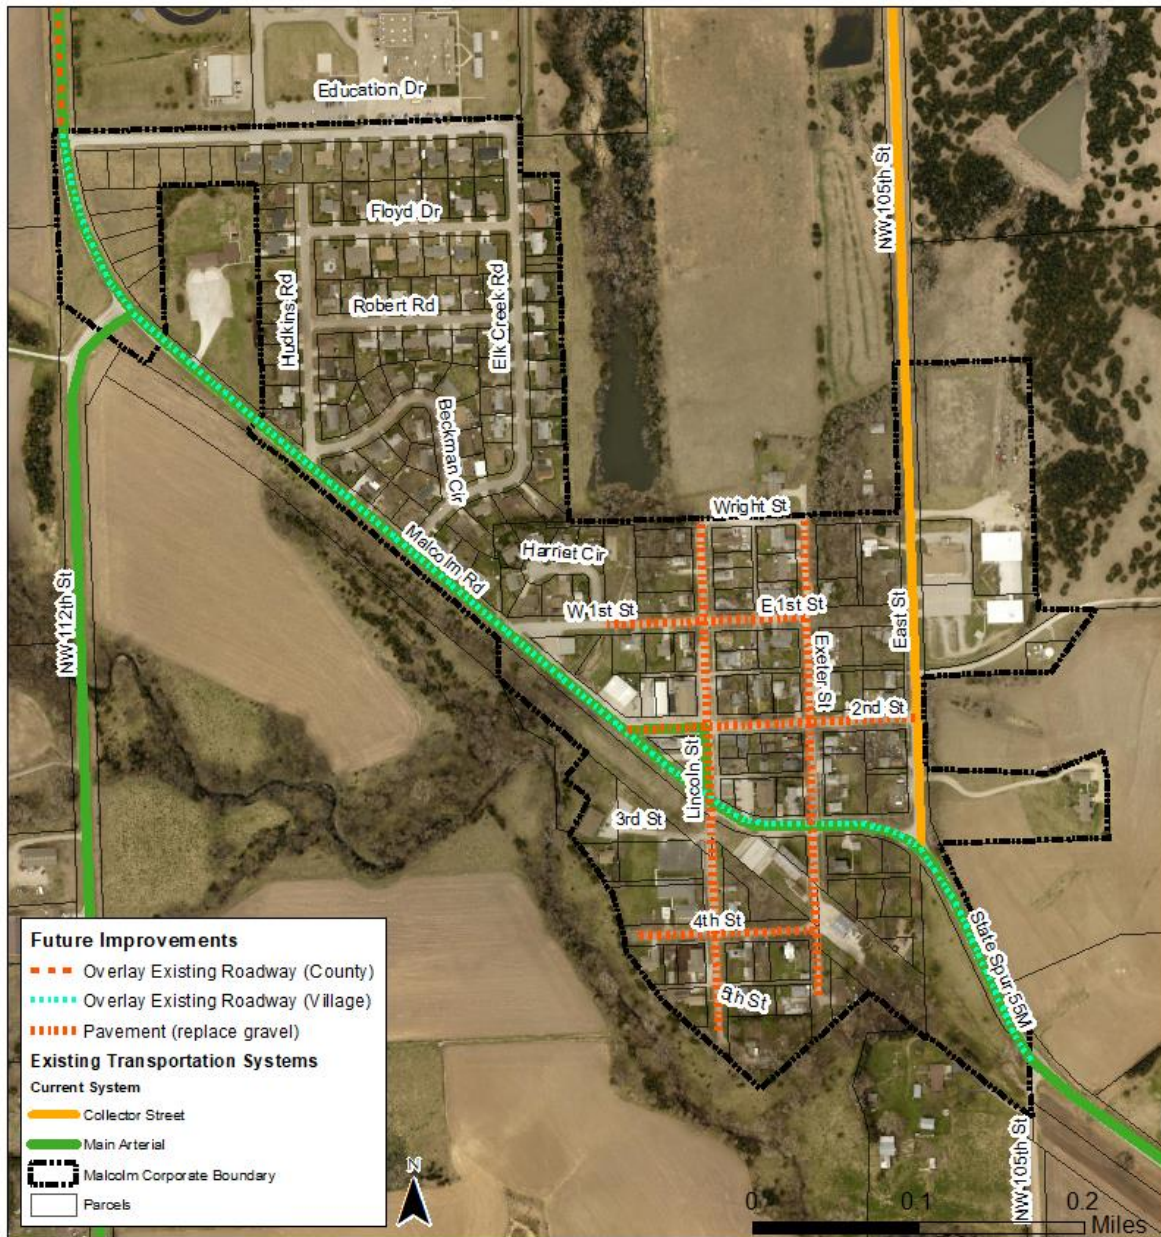 Education Dr
NW 105th St
Floyd Dr
Hudkins Rd
Robert Rd
Elk Creek Rd
Beckman Cir
Wright St
Malcolm Rd
Harriet Cir
NW 112th St
W 1st St
E 1st St
East St
Exeter St
2nd St
Lincoln St
3rd St
4th St
State Spur 55M
5th St
Future Improvements
Overlay Existing Roadway (County)
Overlay Existing Roadway (Village)
Pavement (replace gravel)
Existing Transportation Systems
Current System
Collector Street
Main Arterial
Malcolm Corporate Boundary
Parcels
N
NW 105th St
0 0.1 0.2
Miles